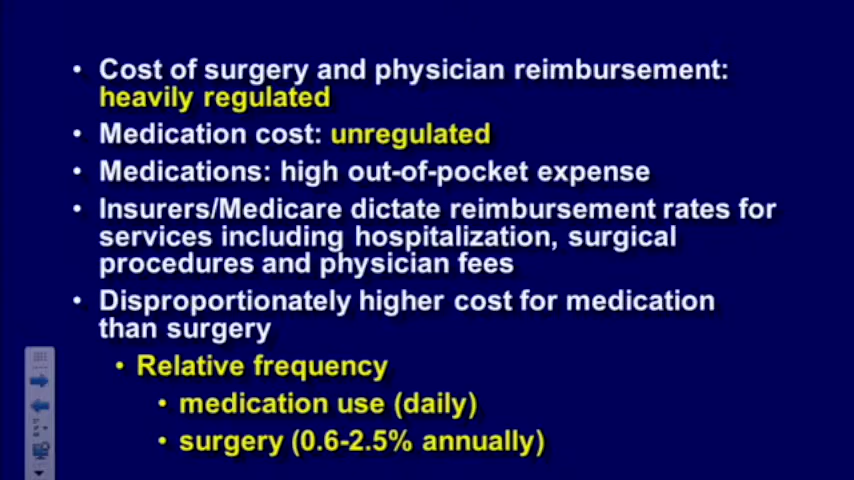 • Cost of surgery and physician reimbursement:
heavily regulated
• Medication cost: unregulated
• Medications: high out-of-pocket expense
• Insurers/Medicare dictate reimbursement rates for
services including hospitalization, surgical
procedures and physician fees
• Disproportionately higher cost for medication
than surgery
• Relative frequency
• medication use (daily)
• surgery (0.6-2.5% annually)